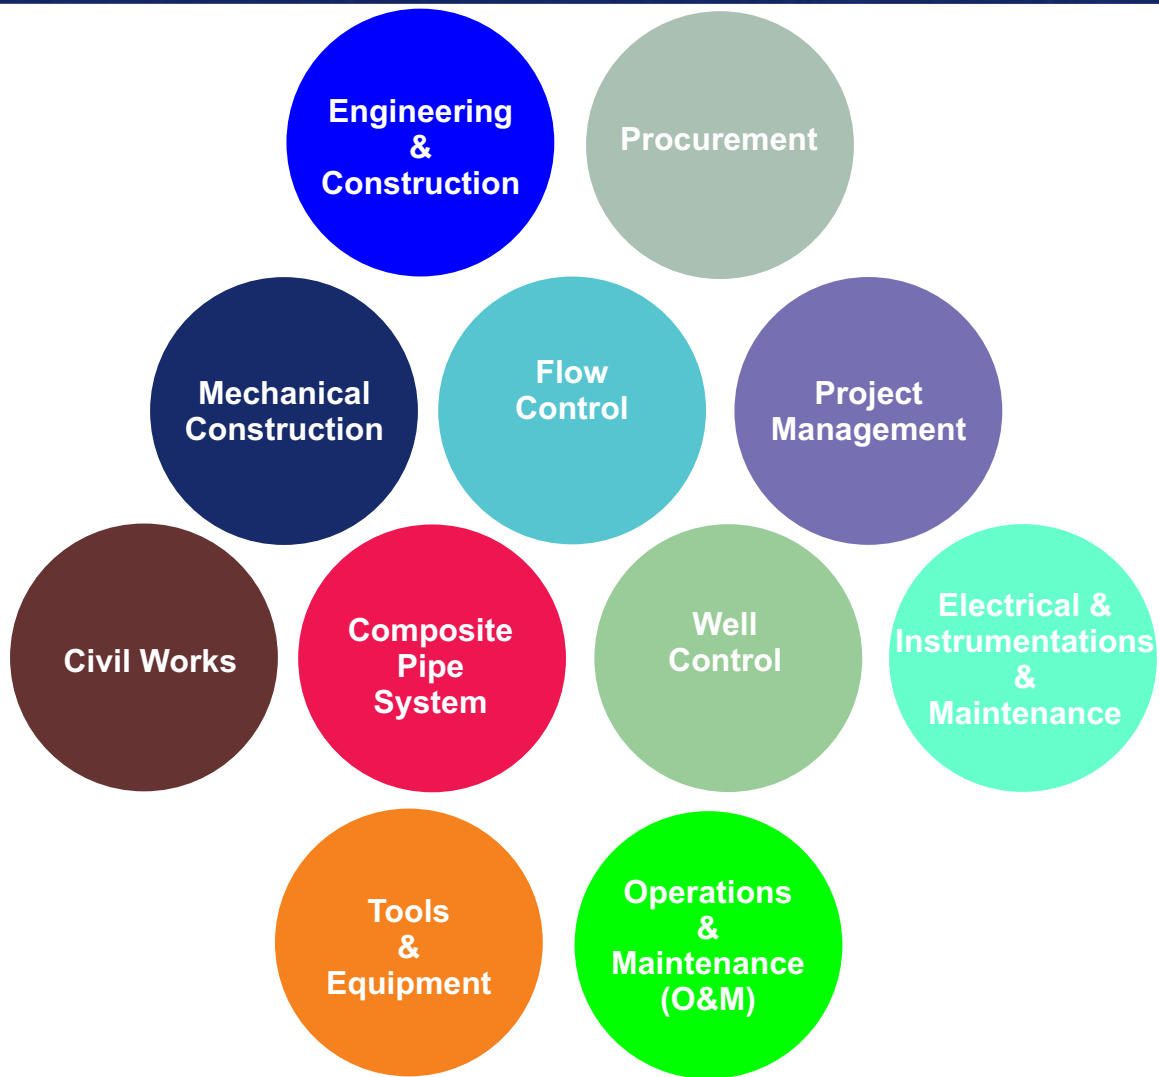 Engineering
&
Construction
Procurement
Mechanical
Construction
Flow
Control
Project
Management
Civil Works
Composite
Pipe
System
Well
Control
Electrical &
Instrumentations
&
Maintenance
Tools
&
Equipment
Operations
&
Maintenance
(O&M)